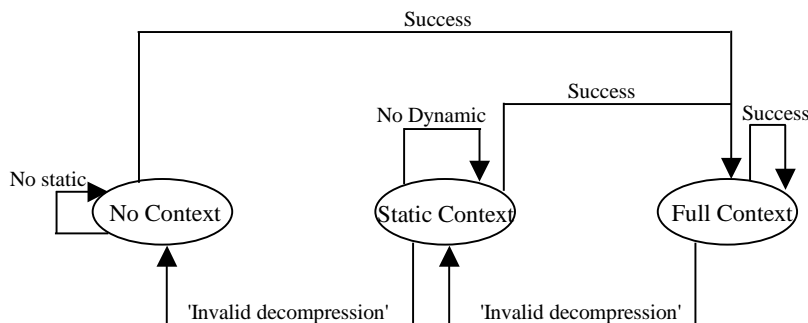 Success
Success
No Dynamic
Success
No static
No Context
Static Context
Full Context
'Invalid decompression'
'Invalid decompression'